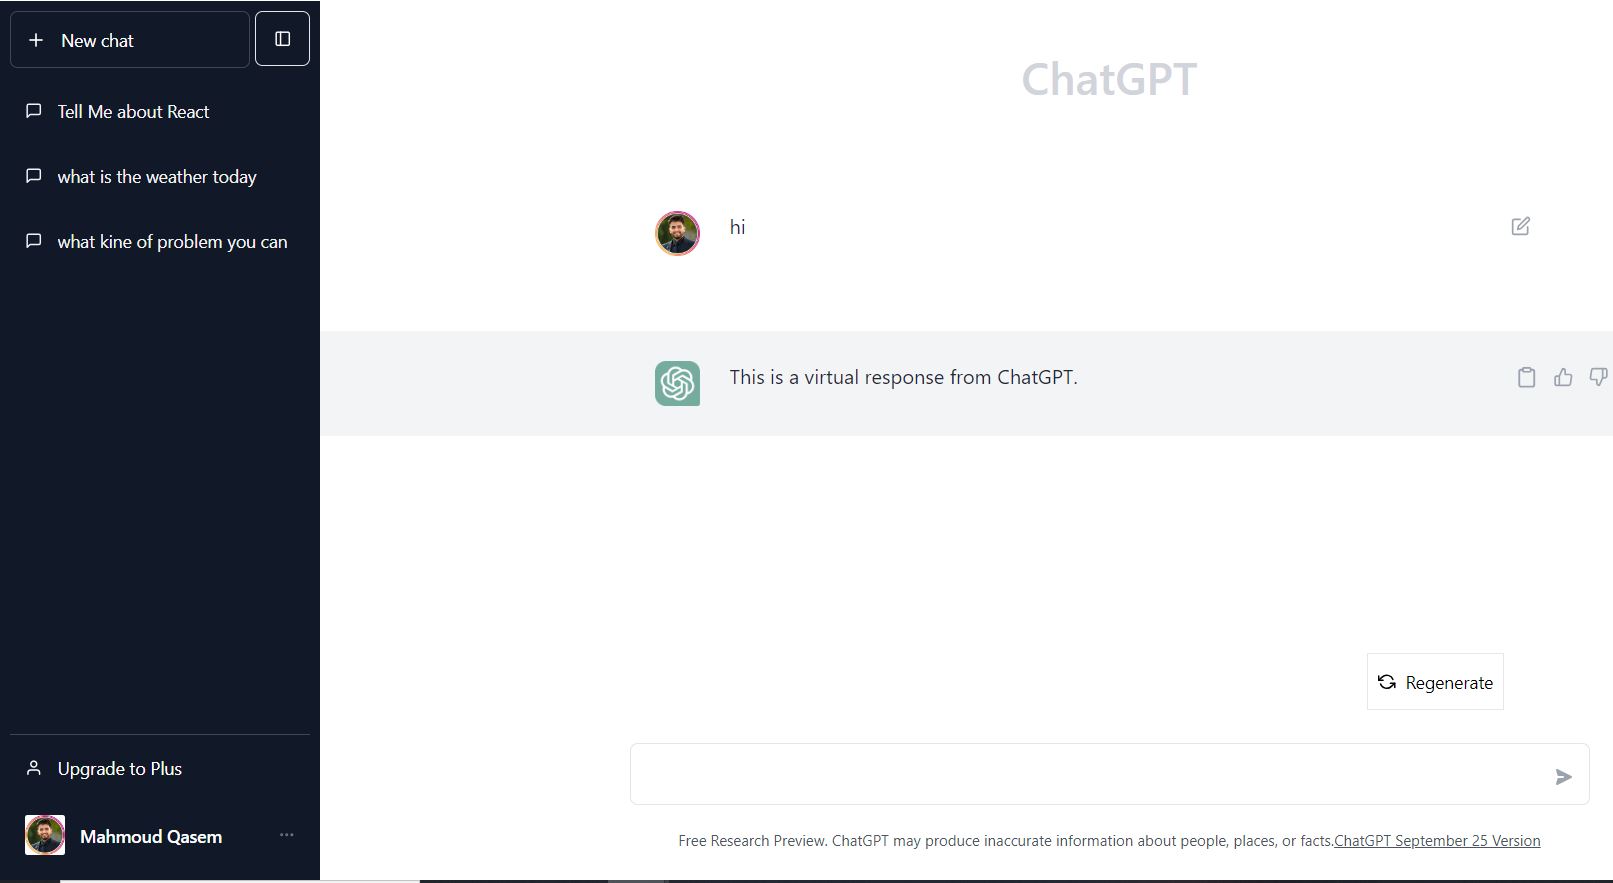 New chat
Tell Me about React
what is the weather today
what kine of problem you can
Upgrade to Plus
Mahmoud Qasem
ChatGPT
hi
This is a virtual response from ChatGPT.
Regenerate
Free Research Preview. ChatGPT may produce inaccurate information about people, places, or facts.ChatGPT September 25 Version